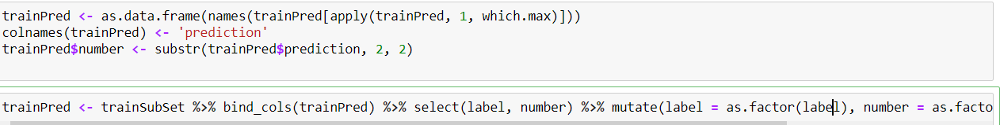 trainPred <- as.data.frame(names(trainPred[apply(trainPred, 1, which.max)]))
colnames(trainPred) <- 'prediction'
trainPred$number <- substr(trainPred$prediction, 2, 2)
trainPred <- trainSubSet %>% bind_cols(trainPred) %>% select(label, number) %>% mutate(label = as.factor(label), number = as.facto